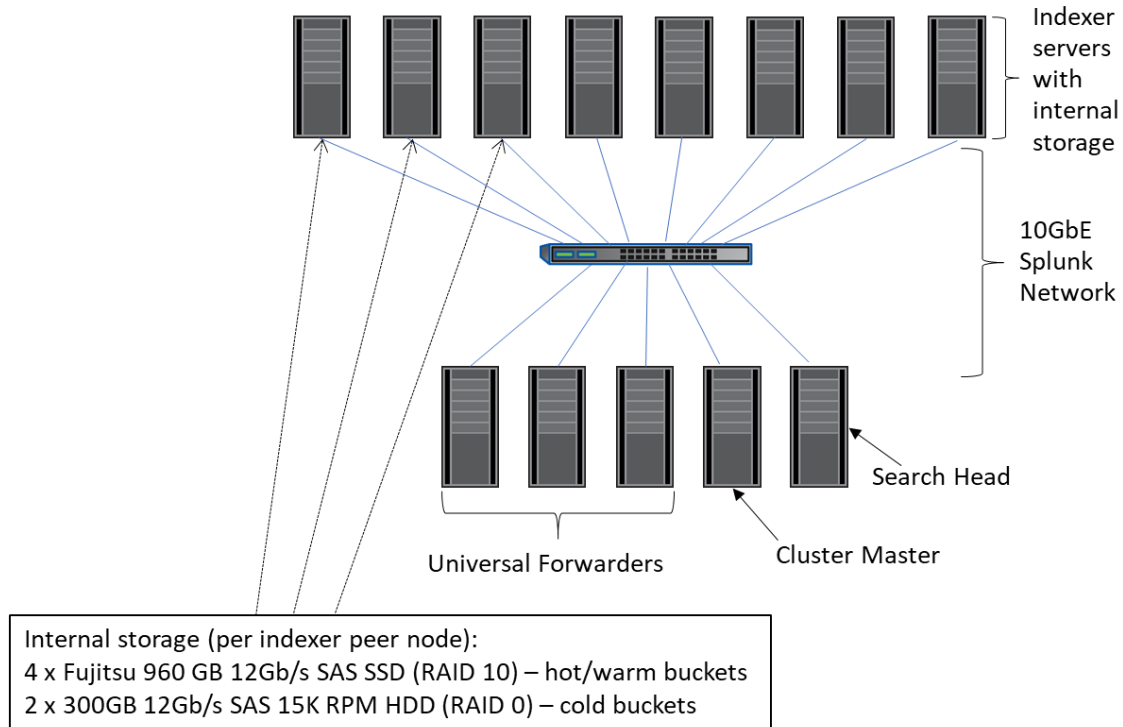 Indexer
servers
with
internal
storage
10GbE
Splunk
Network
Search Head
Cluster Master
Universal Forwarders
Internal storage (per indexer peer node):
4 x Fujitsu 960 GB 12Gb/s SAS SSD (RAID 10) – hot/warm buckets
2 x 300GB 12Gb/s SAS 15K RPM HDD (RAID 0) – cold buckets